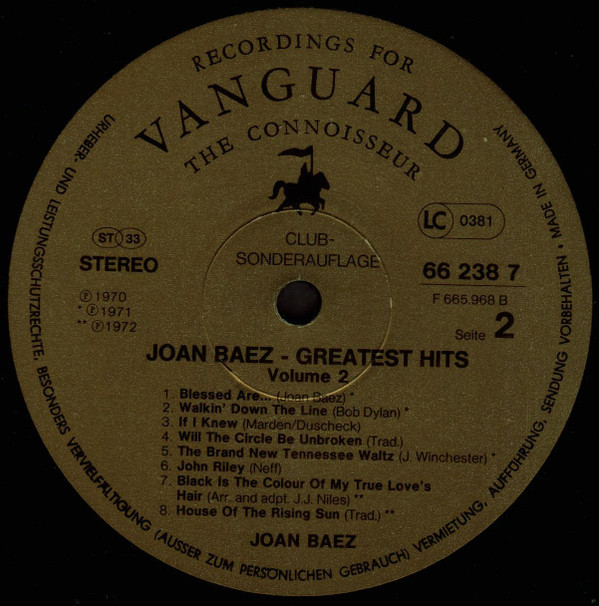 RECORDINGS FOR
VANGUARD
THE CONNOISSEUR
ST 33
STEREO
CLUB-
SONDERAUFLAGE
LC 0381
66 238 7
F 665.968 B
Seite 2
Ⓟ 1970
* Ⓟ 1971
** Ⓟ 1972
JOAN BAEZ - GREATEST HITS
Volume 2
1. Blessed Are... (Joan Baez) *
2. Walkin' Down The Line (Bob Dylan) *
3. If I Knew (Marden/Duscheck)
4. Will The Circle Be Unbroken (Trad.)
5. The Brand New Tennessee Waltz (J. Winchester) *
6. John Riley (Neff)
7. Black Is The Colour Of My True Love's
Hair (Arr. and adpt. J.J. Niles) **
8. House Of The Rising Sun (Trad.) **
JOAN BAEZ
URHEBER- UND LEISTUNGSSCHUTZRECHTE, BESONDERS VERVIELFÄLTIGUNG (AUSSER ZUM PERSÖNLICHEN GEBRAUCH) VERMIETUNG, AUFFÜHRUNG, SENDUNG VORBEHALTEN • MADE IN GERMANY